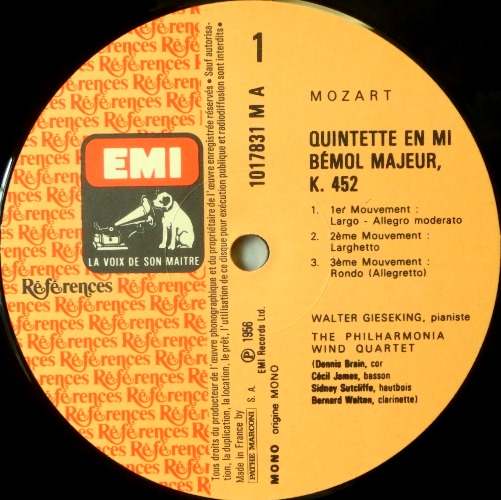 Références
EMI
LA VOIX DE SON MAITRE
Références
Tous droits du producteur de l'œuvre phonographique et du propriétaire de l'œuvre enregistrée réservés • Sauf autorisa-
tion, la duplication, la location, le prêt, l'utilisation de ce disque pour exécution publique et radiodiffusion sont interdits •
Made in France by PATHE MARCONI S. A.
℗ 1956
EMI Records Ltd.
MONO origine MONO
1017831 M A
1
MOZART
QUINTETTE EN MI
BÉMOL MAJEUR,
K. 452
1. 1er Mouvement :
Largo - Allegro moderato
2. 2ème Mouvement :
Larghetto
3. 3ème Mouvement :
Rondo (Allegretto)
WALTER GIESEKING, pianiste
THE PHILHARMONIA
WIND QUARTET
(Dennis Brain, cor
Cécil James, basson
Sidney Sutcliffe, hautbois
Bernard Walton, clarinette)